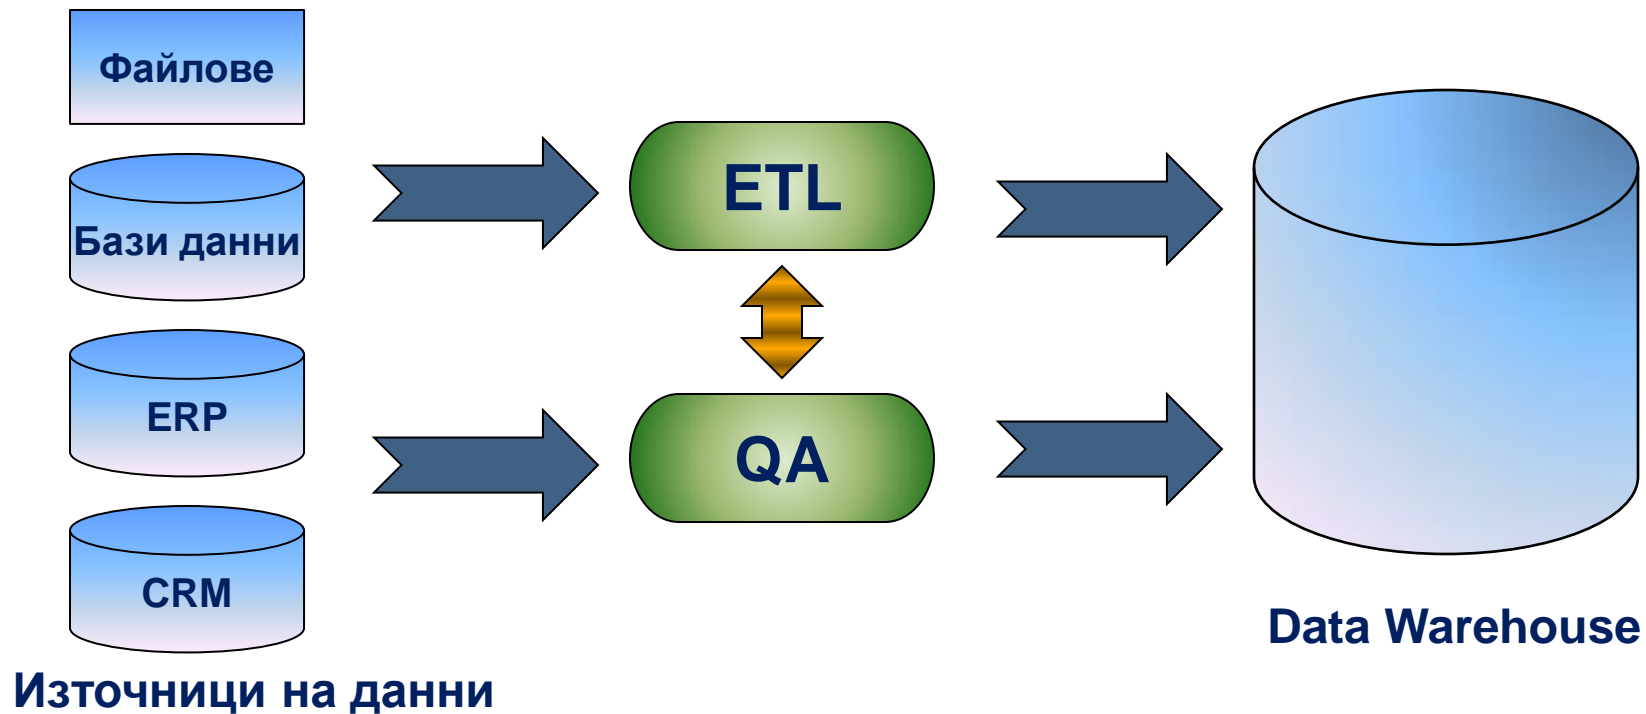 Файлове
Бази данни
ERP
CRM
Източници на данни
ETL
QA
Data Warehouse